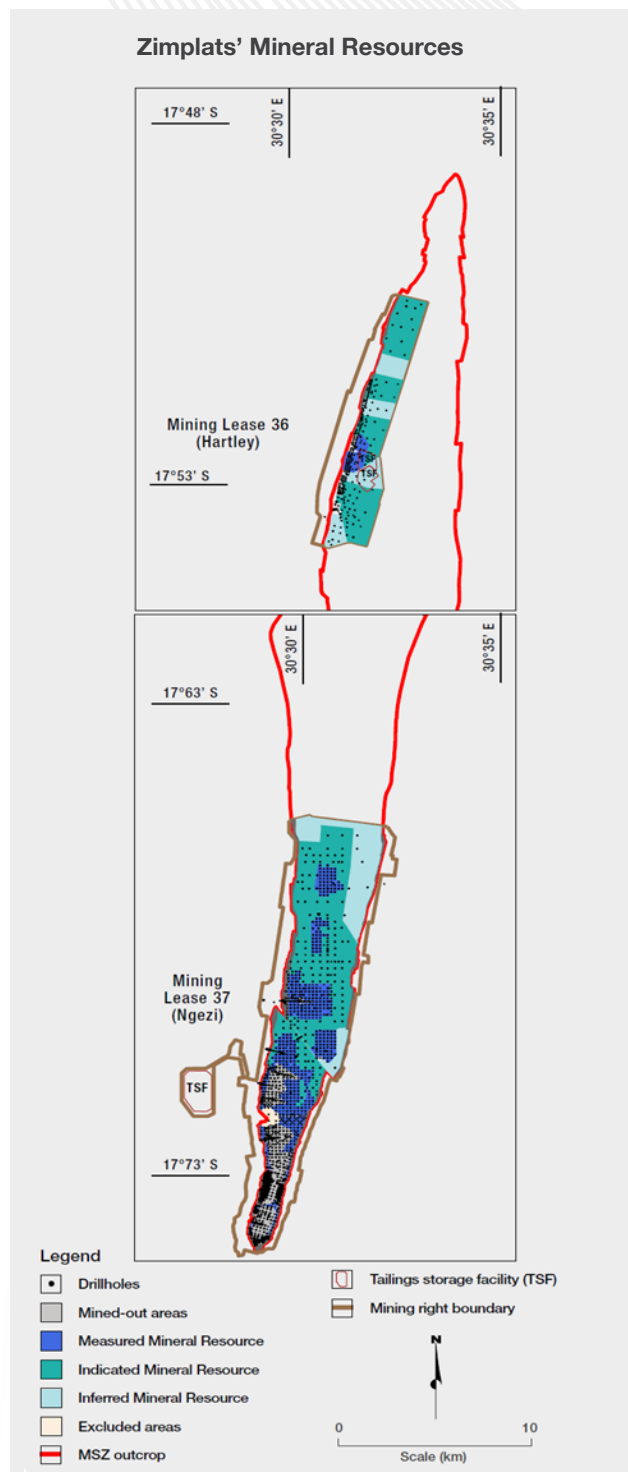 Zimplats’ Mineral Resources
17°48’ S
30°30’ E
30°35’ E
Mining Lease 36
(Hartley)
TSF
TSF
17°53’ S
30°30’ E
30°35’ E
17°63’ S
Mining
Lease 37
(Ngezi)
TSF
17°73’ S
Legend
Drillholes
Mined-out areas
Measured Mineral Resource
Indicated Mineral Resource
Inferred Mineral Resource
Excluded areas
MSZ outcrop
Tailings storage facility (TSF)
Mining right boundary
N
0 10
Scale (km)